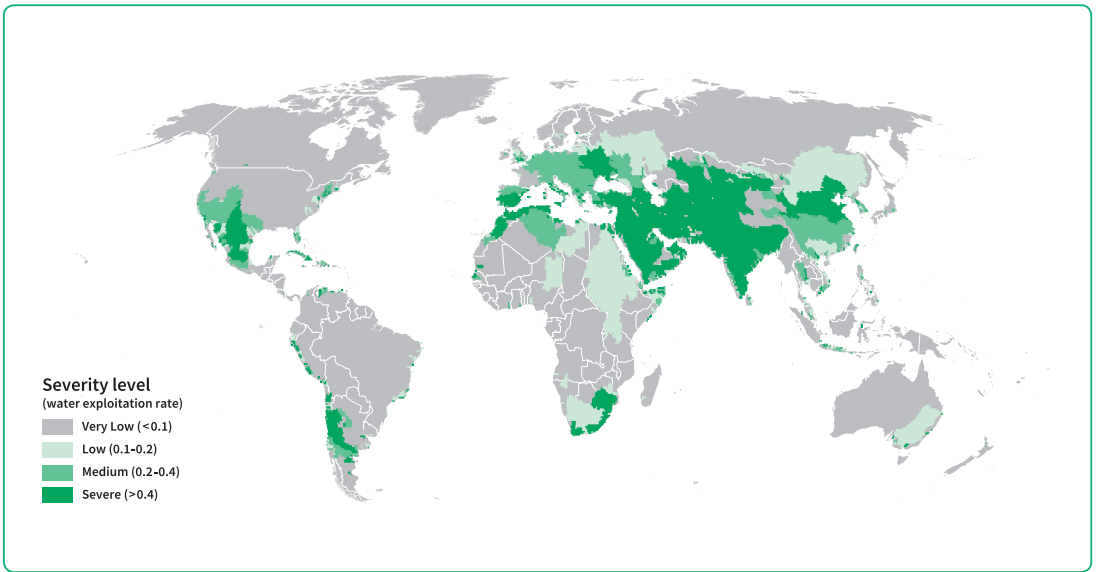 Severity level
(water exploitation rate)
Very Low (<0.1)
Low (0.1-0.2)
Medium (0.2-0.4)
Severe (>0.4)